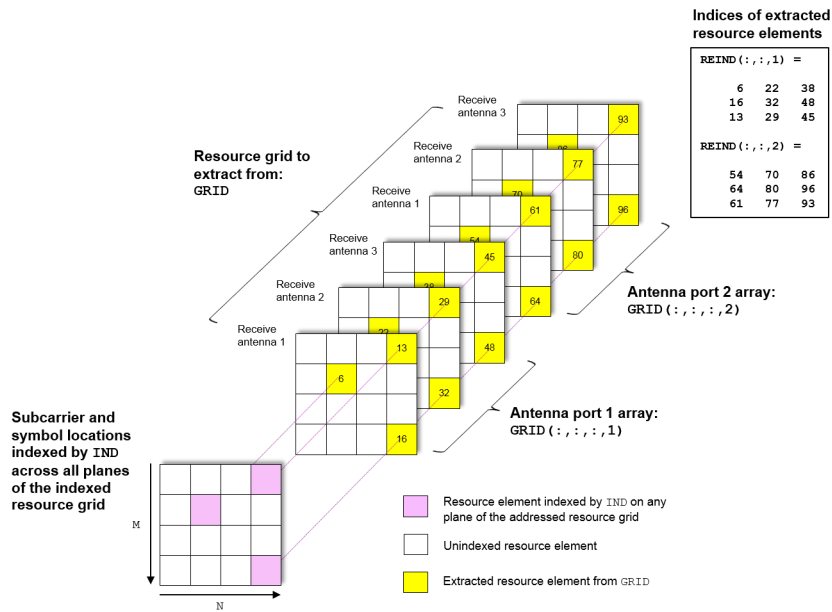 Indices of extracted
resource elements
REIND(:,:,1) =
6 22 38
16 32 48
13 29 45
REIND(:,:,2) =
54 70 86
64 80 96
61 77 93
Resource grid to
extract from:
GRID
Receive
antenna 3
93
86
96
Receive
antenna 2
77
70
80
Receive
antenna 1
61
54
64
Receive
antenna 3
45
38
48
Receive
antenna 2
29
22
32
Receive
antenna 1
13
6
16
Antenna port 2 array:
GRID(:,:,:,2)
Antenna port 1 array:
GRID(:,:,:,1)
Subcarrier and
symbol locations
indexed by IND
across all planes
of the indexed
resource grid
M
N
Resource element indexed by IND on any
plane of the addressed resource grid
Unindexed resource element
Extracted resource element from GRID